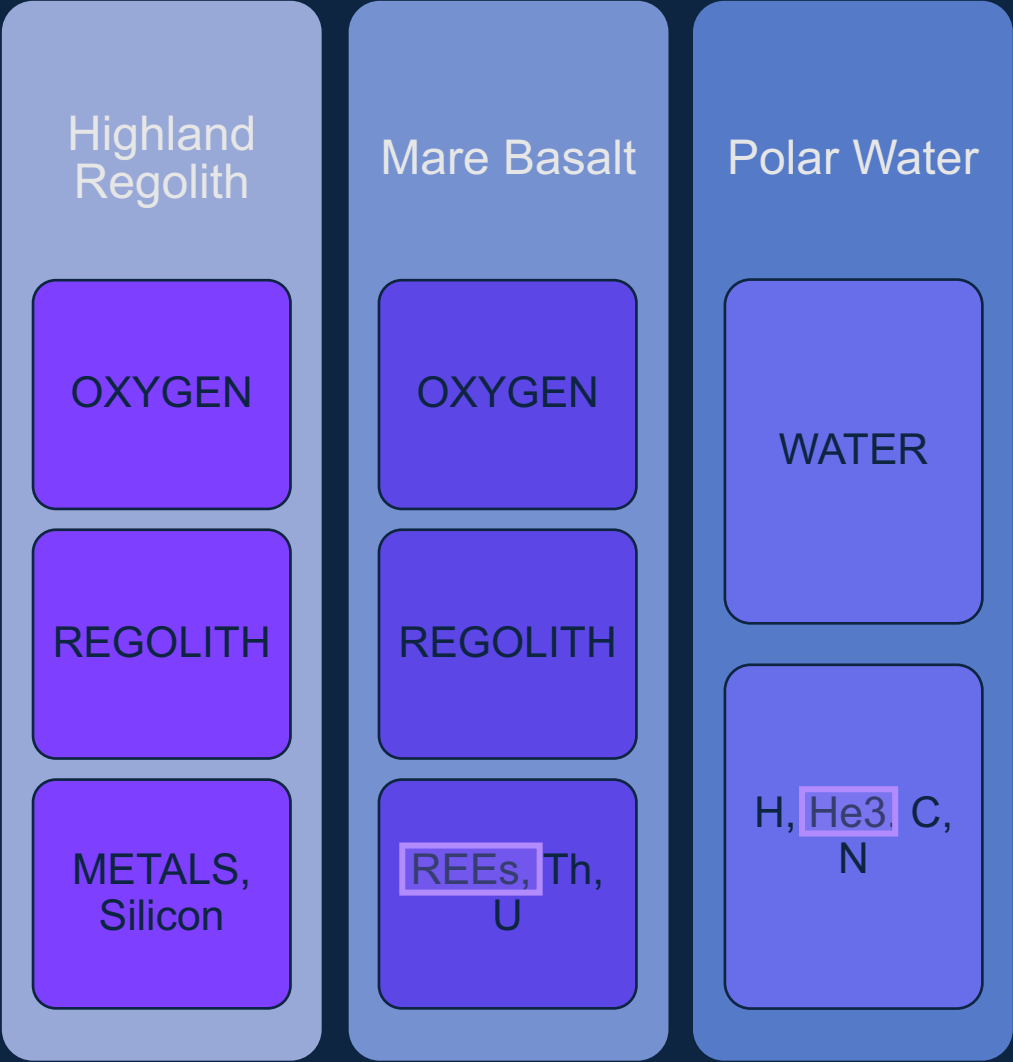 Highland
Regolith
OXYGEN
REGOLITH
METALS,
Silicon
Mare Basalt
OXYGEN
REGOLITH
REEs, Th,
U
Polar Water
WATER
H, He3, C,
N